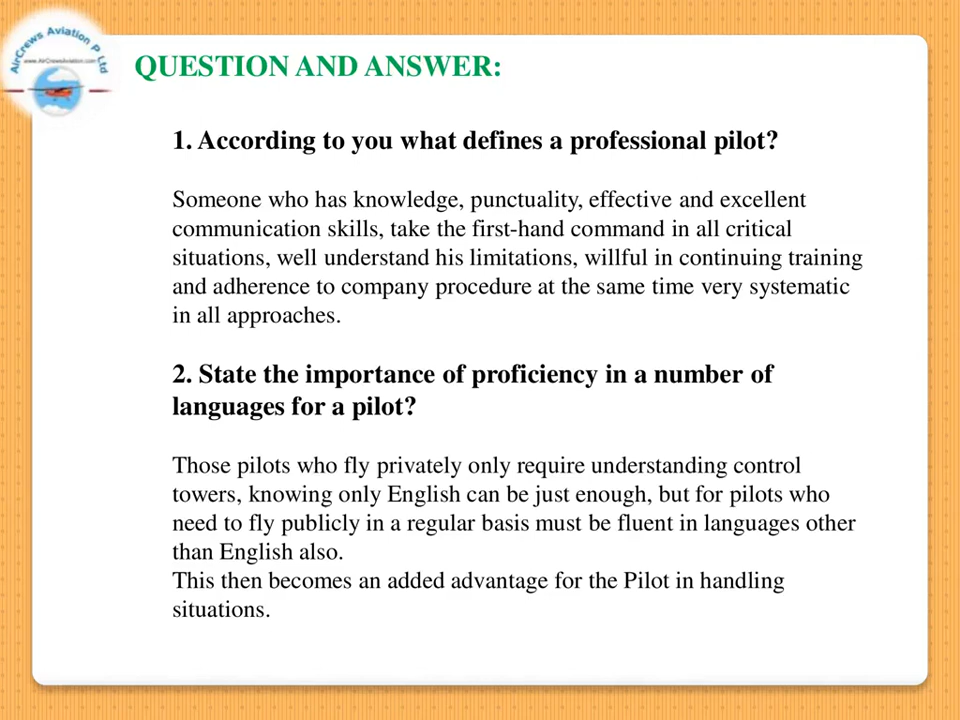 AirCrews Aviation P Ltd
www.AirCrewsAviation.com
QUESTION AND ANSWER:
1. According to you what defines a professional pilot?
Someone who has knowledge, punctuality, effective and excellent
communication skills, take the first-hand command in all critical
situations, well understand his limitations, willful in continuing training
and adherence to company procedure at the same time very systematic
in all approaches.
2. State the importance of proficiency in a number of
languages for a pilot?
Those pilots who fly privately only require understanding control
towers, knowing only English can be just enough, but for pilots who
need to fly publicly in a regular basis must be fluent in languages other
than English also.
This then becomes an added advantage for the Pilot in handling
situations.